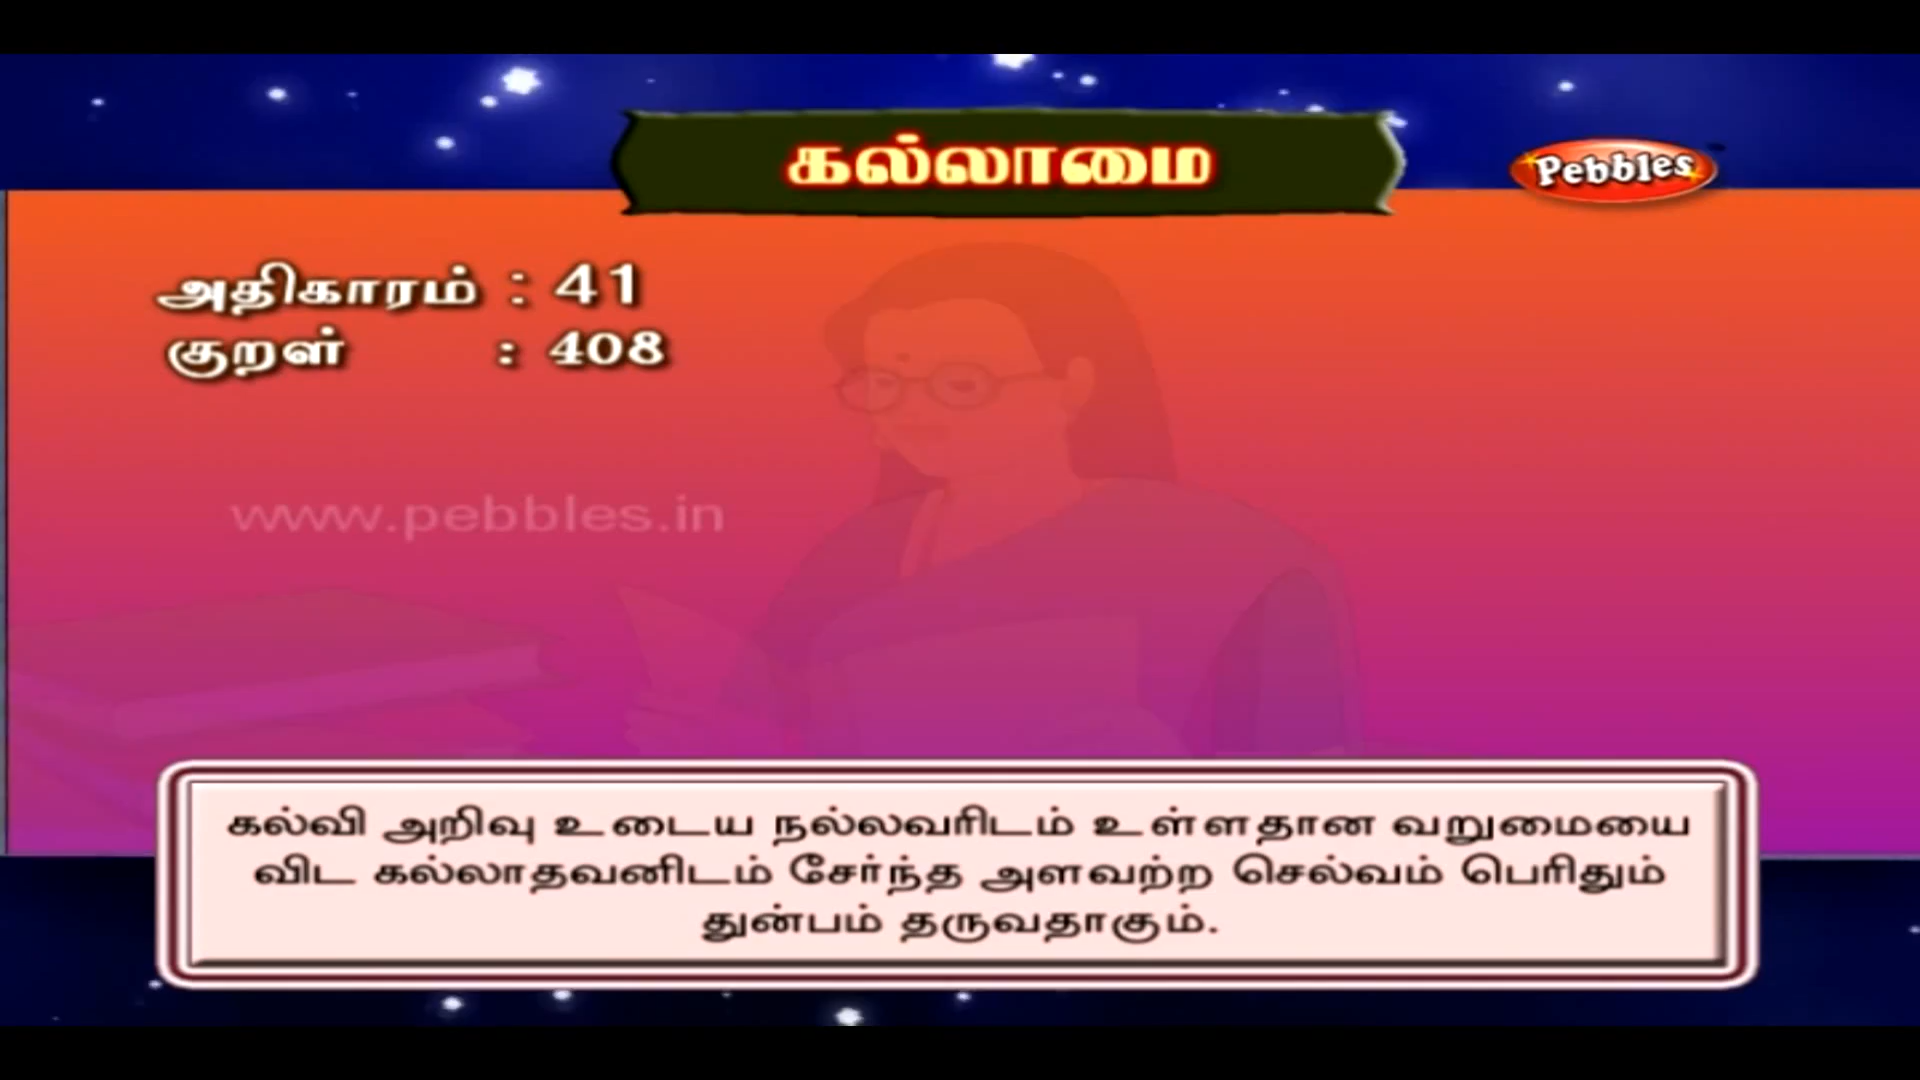 கல்லாமை
Pebbles
அதிகாரம் : 41
குறள் : 408
www.pebbles.in
கல்வி அறிவு உடைய நல்லவரிடம் உள்ளதான வறுமையை
விட கல்லாதவனிடம் சேர்ந்த அளவற்ற செல்வம் பெரிதும்
துன்பம் தருவதாகும்.